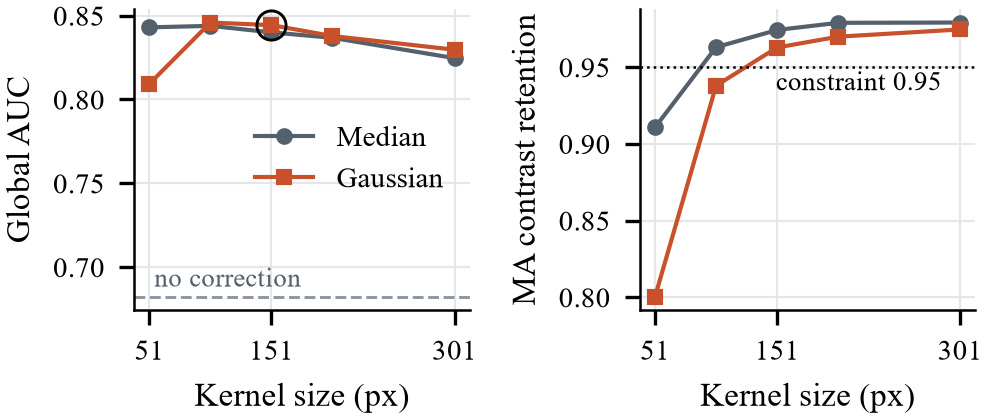 Global AUC
0.85
0.80
0.75
0.70
Median
Gaussian
no correction
51
151
301
Kernel size (px)
MA contrast retention
0.95
0.90
0.85
0.80
constraint 0.95
51
151
301
Kernel size (px)